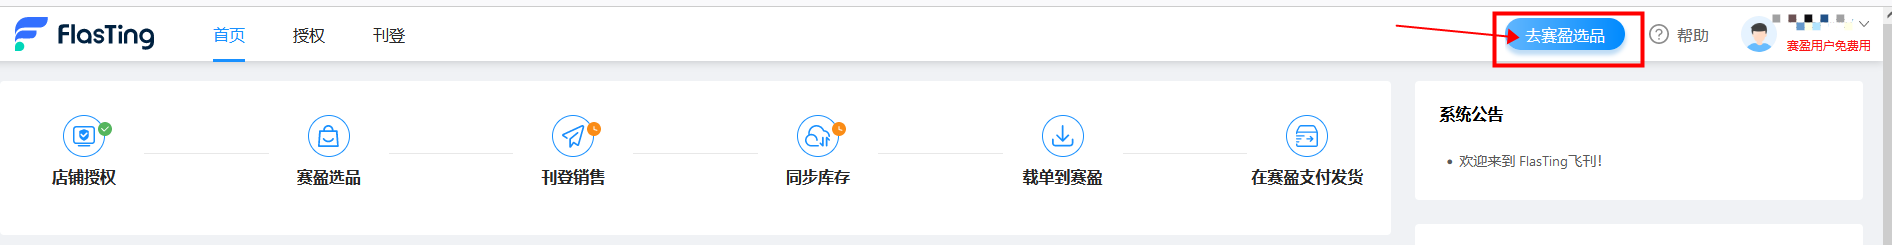 FlasTing
首页
授权
刊登
去赛盈选品
帮助
赛盈用户免费用
店铺授权
赛盈选品
刊登销售
同步库存
载单到赛盈
在赛盈支付发货
系统公告
欢迎来到 FlasTing飞刊!